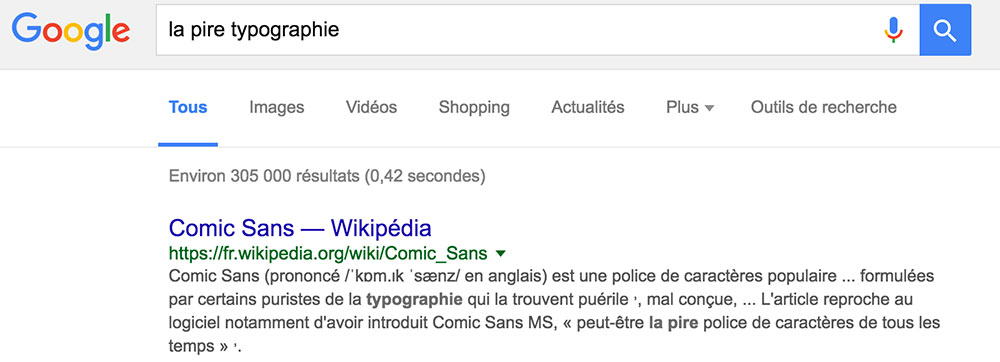 Google la pire typographie
Tous Images Vidéos Shopping Actualités Plus Outils de recherche
Environ 305 000 résultats (0,42 secondes)
Comic Sans — Wikipédia
https://fr.wikipedia.org/wiki/Comic_Sans
Comic Sans (prononcé /ˈkɒm.ɪk ˈsænz/ en anglais) est une police de caractères populaire ... formulées
par certains puristes de la typographie qui la trouvent puérile ˒, mal conçue, ... L'article reproche au
logiciel notamment d'avoir introduit Comic Sans MS, « peut-être la pire police de caractères de tous les
temps » ˒.